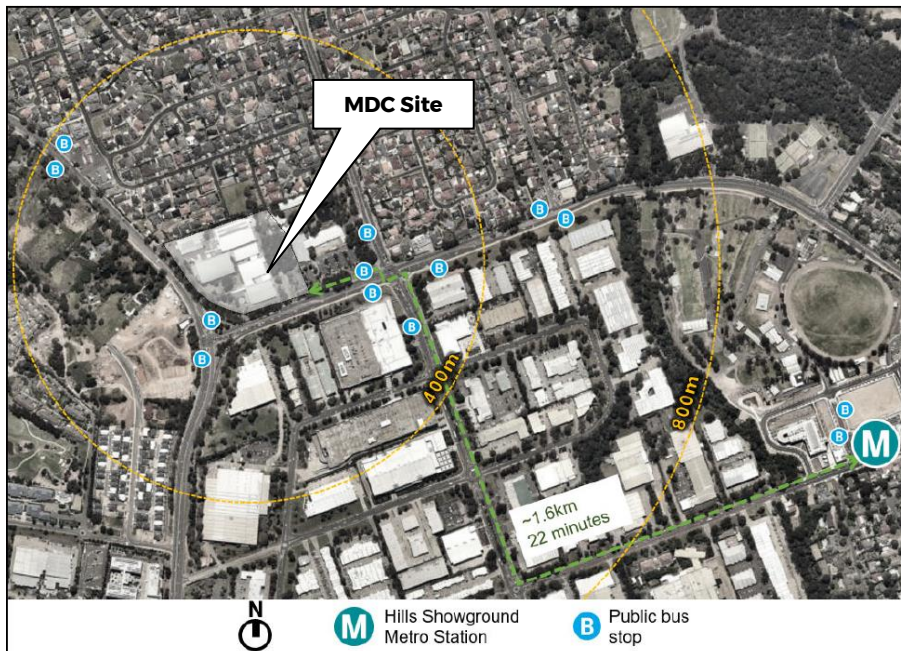 MDC Site
B
B
B
B
B
B
B
B
B
B
B
B
400m
800m
B
B
M
~1.6km
22 minutes
N
M Hills Showground
Metro Station
B Public bus
stop